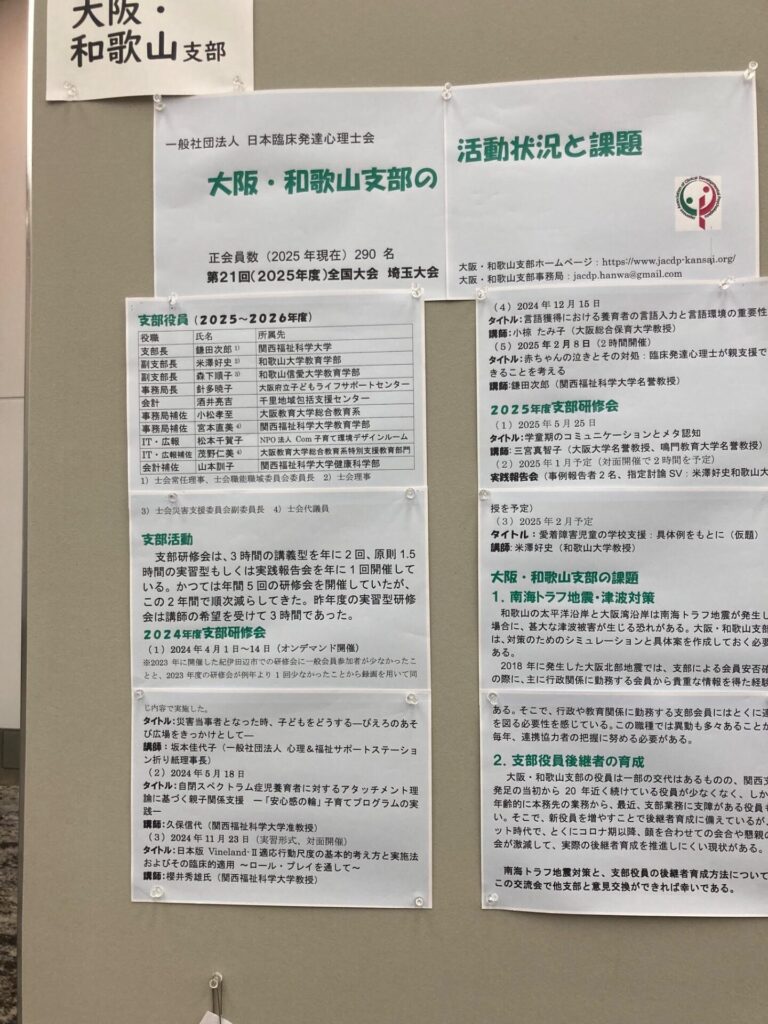 大阪・
和歌山支部
一般社団法人 日本臨床発達心理士会
大阪・和歌山支部の 活動状況と課題
正会員数（2025年現在）290 名
第21回（2025年度）全国大会 埼玉大会
大阪・和歌山支部ホームページ：https://www.jacdp-kansai.org/
大阪・和歌山支部事務局：jacdp.hanwa@gmail.com
支部役員（2025～2026年度）
役職 氏名 所属先
支部長 鎌田次郎 1） 関西福祉科学大学
副支部長 米澤好史 2） 和歌山大学教育学部
副支部長 森下順子 3） 和歌山信愛大学教育学部
事務局長 針多暁子 大阪府立子どもライフサポートセンター
会計 酒井亮吉 千里地域包括支援センター
事務局補佐 小松孝至 大阪教育大学総合教育系
事務局補佐 宮本直美 4） 関西福祉科学大学教育学部
IT・広報 松本千賀子 NPO法人 Com 子育て環境デザインルーム
IT・広報補佐 茂野仁美 4） 大阪教育大学総合教育系特別支援教育部門
会計補佐 山本訓子 関西福祉科学大学健康科学部
1）士会常任理事、士会職能職域委員会委員長 2）士会理事
3）士会災害支援委員会副委員長 4）士会代議員
支部活動
支部研修会は、3時間の講義型を年に2回、原則1.5
時間の実習型もしくは実践報告会を年に1回開催して
いる。かつては年間5回の研修会を開催していたが、
この2年間で順次減らしてきた。昨年度の実習型研修
会は講師の希望を受けて3時間であった。
2024年度支部研修会
（1）2024年4月1日～14日（オンデマンド開催）
※2023 年に開催した紀伊田辺市での研修会に一般会員参加者が少なかったこ
とと、2023 年度の研修会が例年より1回少なかったことから録画を用いて同
じ内容で実施した。
タイトル：災害当事者となった時、子どもをどうする―ぴえろのあそ
び広場をきっかけとして―
講師：坂本佳代子（一般社団法人 心理&福祉サポートステーショ
ン折り紙理事長）
（2）2024年5月18日
タイトル：自閉スペクトラム症児養育者に対するアタッチメント理
論に基づく親子関係支援 ー「安心感の輪」子育てプログラムの実
践ー
講師：久保信代（関西福祉科学大学准教授）
（3）2024年11月23日（実習形式、対面開催）
タイトル：日本版 Vineland-Ⅱ適応行動尺度の基本的考え方と実施法
およびその臨床的適用 ～ロール・プレイを通して～
講師：櫻井秀雄氏（関西福祉科学大学教授）
（4）2024年12月15日
タイトル：言語獲得における養育者の言語入力と言語環境の重要性
講師：小椋 たみ子（大阪総合保育大学教授）
（5）2025年2月8日（2時間開催）
タイトル：赤ちゃんの泣きとその対処：臨床発達心理士が親支援で
きることを考える
講師：鎌田次郎（関西福祉科学大学名誉教授）
2025年度支部研修会
（1）2025年5月25日
タイトル：学童期のコミュニケーションとメタ認知
講師：三宮真智子（大阪大学名誉教授、鳴門教育大学名誉教授）
（2）2025年1月予定（対面開催で2時間を予定）
実践報告会（事例報告者2名、指定討論SV：米澤好史和歌山大
授を予定）
（3）2025年2月予定
タイトル：愛着障害児童の学校支援：具体例をもとに（仮題）
講師：米澤好史（和歌山大学教授）
大阪・和歌山支部の課題
1．南海トラフ地震・津波対策
和歌山の太平洋沿岸と大阪湾沿岸は南海トラフ地震が発生し
場合に、甚大な津波被害が生じる恐れがある。大阪・和歌山支部
は、対策のためのシミュレーションと具体案を作成しておく必要
ある。
2018 年に発生した大阪北部地震では、支部による会員安否確
の際に、主に行政関係に勤務する会員から貴重な情報を得た経験
ある。そこで、行政や教育関係に勤務する支部会員にはとくに連
を図る必要性を感じている。この職種では異動も多々あることか
毎年、連携協力者の把握に努める必要がある。
2．支部役員後継者の育成
大阪・和歌山支部の役員は一部の交代はあるものの、関西支
発足の当初から 20 年近く続けている役員が少なくなく、しか
年齢的に本務先の業務から、最近、支部業務に支障がある役員も
い。そこで、新役員を増やすことで後継者育成に備えているが、
ット時代で、とくにコロナ期以降、顔を合わせての会合や懇親の
会が激減して、実際の後継者育成を推進しにくい現状がある。
南海トラフ地震対策と、支部役員の後継者育成方法について
この交流会で他支部と意見交換ができれば幸いである。